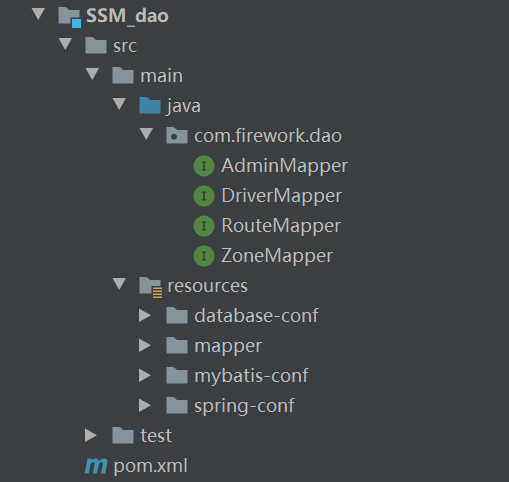 SSM_dao
src
main
java
com.firework.dao
AdminMapper
DriverMapper
RouteMapper
ZoneMapper
resources
database-conf
mapper
mybatis-conf
spring-conf
test
pom.xml